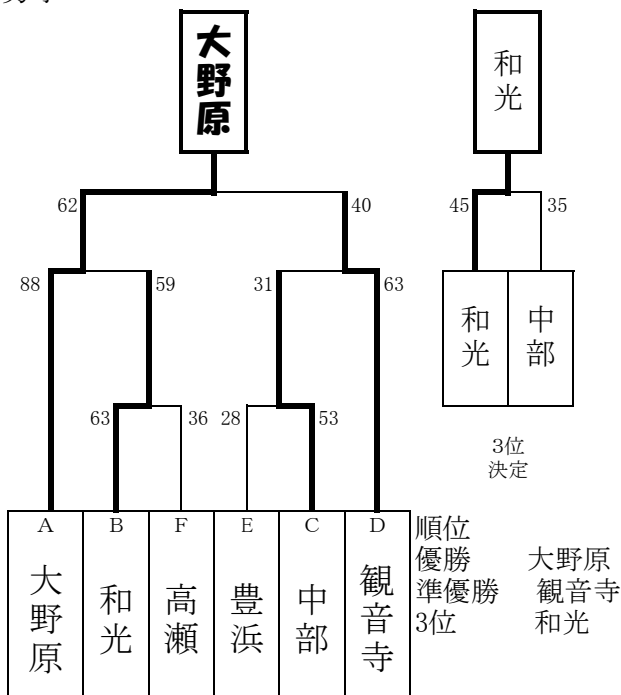 大野原
和光
62
40
45
35
88
59
31
63
和光
中部
63
36
28
53
3位
決定
A
B
F
E
C
D
大野原
和光
高瀬
豊浜
中部
観音寺
順位
優勝 大野原
準優勝 観音寺
3位 和光